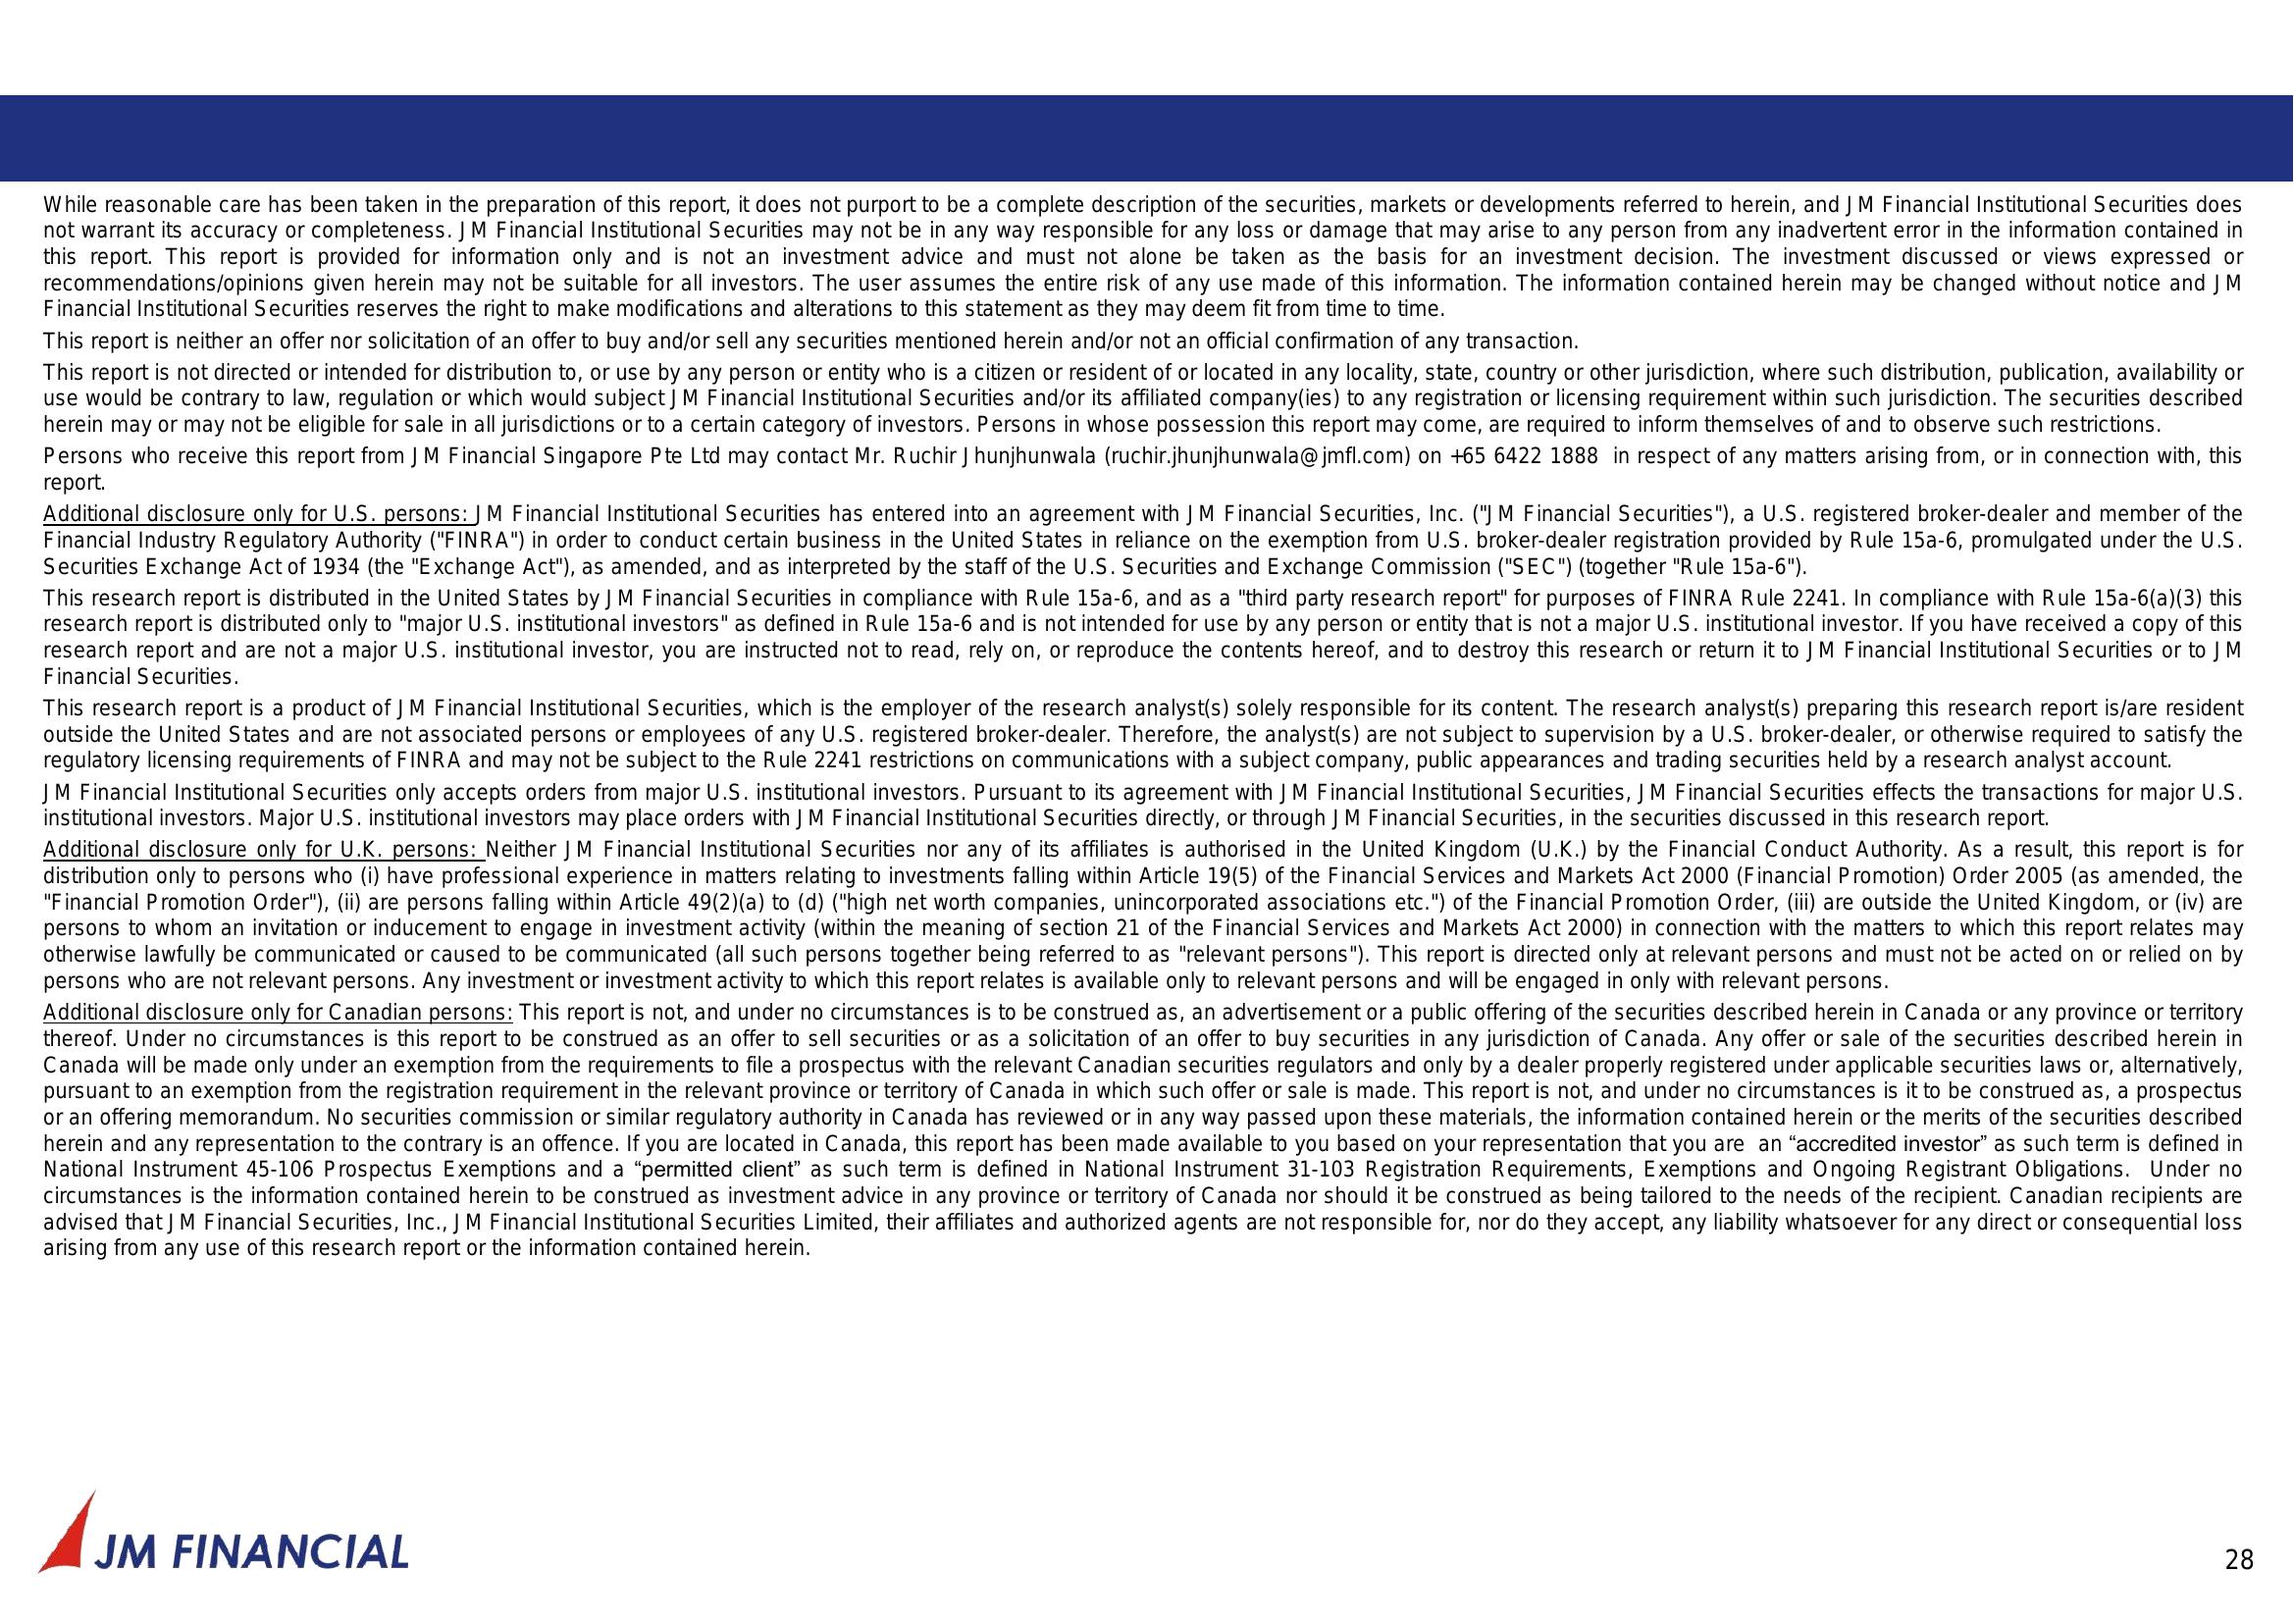 While reasonable care has been taken in the preparation of this report, it does not purport to be a complete description of the securities, markets or developments referred to herein, and JM Financial Institutional Securities does
not warrant its accuracy or completeness. JM Financial Institutional Securities may not be in any way responsible for any loss or damage that may arise to any person from any inadvertent error in the information contained in
this report. This report is provided for information only and is not an investment advice and must not alone be taken as the basis for an investment decision. The investment discussed or views expressed or
recommendations/opinions given herein may not be suitable for all investors. The user assumes the entire risk of any use made of this information. The information contained herein may be changed without notice and JM
Financial Institutional Securities reserves the right to make modifications and alterations to this statement as they may deem fit from time to time.
This report is neither an offer nor solicitation of an offer to buy and/or sell any securities mentioned herein and/or not an official confirmation of any transaction.
This report is not directed or intended for distribution to, or use by any person or entity who is a citizen or resident of or located in any locality, state, country or other jurisdiction, where such distribution, publication, availability or
use would be contrary to law, regulation or which would subject JM Financial Institutional Securities and/or its affiliated company(ies) to any registration or licensing requirement within such jurisdiction. The securities described
herein may or may not be eligible for sale in all jurisdictions or to a certain category of investors. Persons in whose possession this report may come, are required to inform themselves of and to observe such restrictions.
Persons who receive this report from JM Financial Singapore Pte Ltd may contact Mr. Ruchir Jhunjhunwala (ruchir.jhunjhunwala@jmfl.com) on +65 6422 1888 in respect of any matters arising from, or in connection with, this
report.
Additional disclosure only for U.S. persons: JM Financial Institutional Securities has entered into an agreement with JM Financial Securities, Inc. ("JM Financial Securities"), a U.S. registered broker-dealer and member of the
Financial Industry Regulatory Authority ("FINRA") in order to conduct certain business in the United States in reliance on the exemption from U.S. broker-dealer registration provided by Rule 15a-6, promulgated under the U.S.
Securities Exchange Act of 1934 (the "Exchange Act"), as amended, and as interpreted by the staff of the U.S. Securities and Exchange Commission ("SEC") (together "Rule 15a-6").
This research report is distributed in the United States by JM Financial Securities in compliance with Rule 15a-6, and as a "third party research report" for purposes of FINRA Rule 2241. In compliance with Rule 15a-6(a)(3) this
research report is distributed only to "major U.S. institutional investors" as defined in Rule 15a-6 and is not intended for use by any person or entity that is not a major U.S. institutional investor. If you have received a copy of this
research report and are not a major U.S. institutional investor, you are instructed not to read, rely on, or reproduce the contents hereof, and to destroy this research or return it to JM Financial Institutional Securities or to JM
Financial Securities.
This research report is a product of JM Financial Institutional Securities, which is the employer of the research analyst(s) solely responsible for its content. The research analyst(s) preparing this research report is/are resident
outside the United States and are not associated persons or employees of any U.S. registered broker-dealer. Therefore, the analyst(s) are not subject to supervision by a U.S. broker-dealer, or otherwise required to satisfy the
regulatory licensing requirements of FINRA and may not be subject to the Rule 2241 restrictions on communications with a subject company, public appearances and trading securities held by a research analyst account.
JM Financial Institutional Securities only accepts orders from major U.S. institutional investors. Pursuant to its agreement with JM Financial Institutional Securities, JM Financial Securities effects the transactions for major U.S.
institutional investors. Major U.S. institutional investors may place orders with JM Financial Institutional Securities directly, or through JM Financial Securities, in the securities discussed in this research report.
Additional disclosure only for U.K. persons: Neither JM Financial Institutional Securities nor any of its affiliates is authorised in the United Kingdom (U.K.) by the Financial Conduct Authority. As a result, this report is for
distribution only to persons who (i) have professional experience in matters relating to investments falling within Article 19(5) of the Financial Services and Markets Act 2000 (Financial Promotion) Order 2005 (as amended, the
"Financial Promotion Order"), (ii) are persons falling within Article 49(2)(a) to (d) ("high net worth companies, unincorporated associations etc.") of the Financial Promotion Order, (iii) are outside the United Kingdom, or (iv) are
persons to whom an invitation or inducement to engage in investment activity (within the meaning of section 21 of the Financial Services and Markets Act 2000) in connection with the matters to which this report relates may
otherwise lawfully be communicated or caused to be communicated (all such persons together being referred to as "relevant persons"). This report is directed only at relevant persons and must not be acted on or relied on by
persons who are not relevant persons. Any investment or investment activity to which this report relates is available only to relevant persons and will be engaged in only with relevant persons.
Additional disclosure only for Canadian persons: This report is not, and under no circumstances is to be construed as, an advertisement or a public offering of the securities described herein in Canada or any province or territory
thereof. Under no circumstances is this report to be construed as an offer to sell securities or as a solicitation of an offer to buy securities in any jurisdiction of Canada. Any offer or sale of the securities described herein in
Canada will be made only under an exemption from the requirements to file a prospectus with the relevant Canadian securities regulators and only by a dealer properly registered under applicable securities laws or, alternatively,
pursuant to an exemption from the registration requirement in the relevant province or territory of Canada in which such offer or sale is made. This report is not, and under no circumstances is it to be construed as, a prospectus
or an offering memorandum. No securities commission or similar regulatory authority in Canada has reviewed or in any way passed upon these materials, the information contained herein or the merits of the securities described
herein and any representation to the contrary is an offence. If you are located in Canada, this report has been made available to you based on your representation that you are an “accredited investor” as such term is defined in
National Instrument 45-106 Prospectus Exemptions and a “permitted client” as such term is defined in National Instrument 31-103 Registration Requirements, Exemptions and Ongoing Registrant Obligations. Under no
circumstances is the information contained herein to be construed as investment advice in any province or territory of Canada nor should it be construed as being tailored to the needs of the recipient. Canadian recipients are
advised that JM Financial Securities, Inc., JM Financial Institutional Securities Limited, their affiliates and authorized agents are not responsible for, nor do they accept, any liability whatsoever for any direct or consequential loss
arising from any use of this research report or the information contained herein.
JM FINANCIAL
28